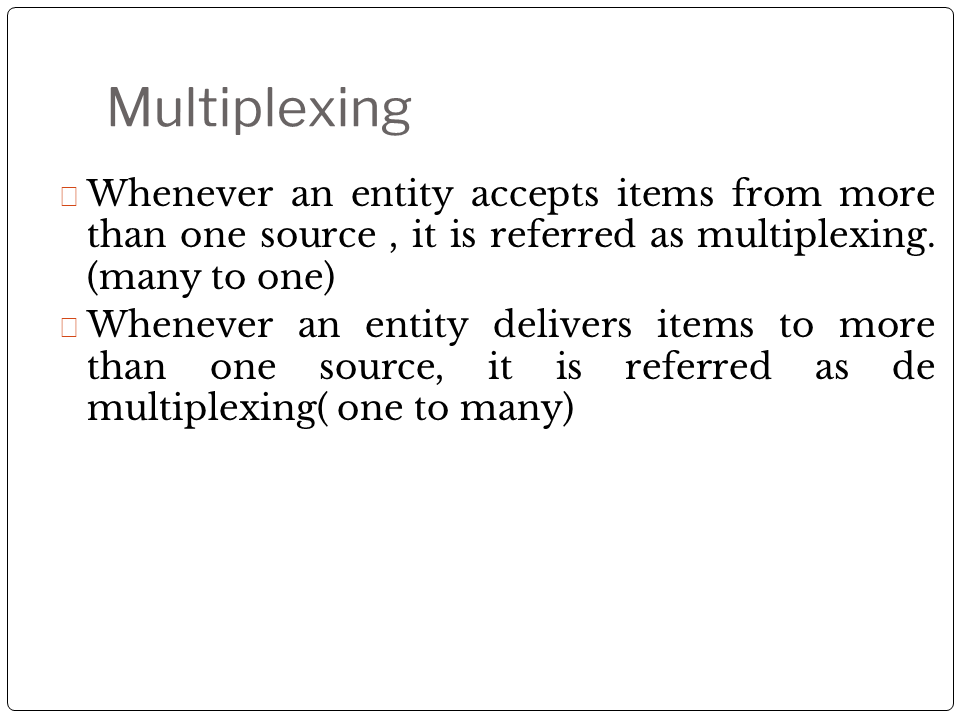 Multiplexing
Whenever an entity accepts items from more
than one source , it is referred as multiplexing.
(many to one)
Whenever an entity delivers items to more
than one source, it is referred as de
multiplexing( one to many)